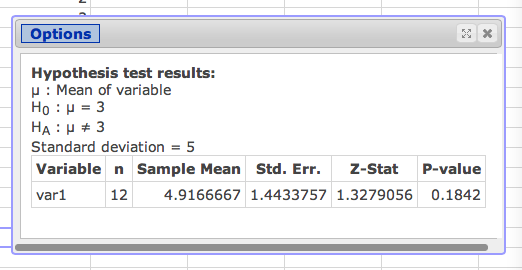 Options
Hypothesis test results:
μ : Mean of variable
H0 : μ = 3
HA : μ ≠ 3
Standard deviation = 5
Variable n Sample Mean Std. Err. Z-Stat P-value
var1 12 4.9166667 1.4433757 1.3279056 0.1842